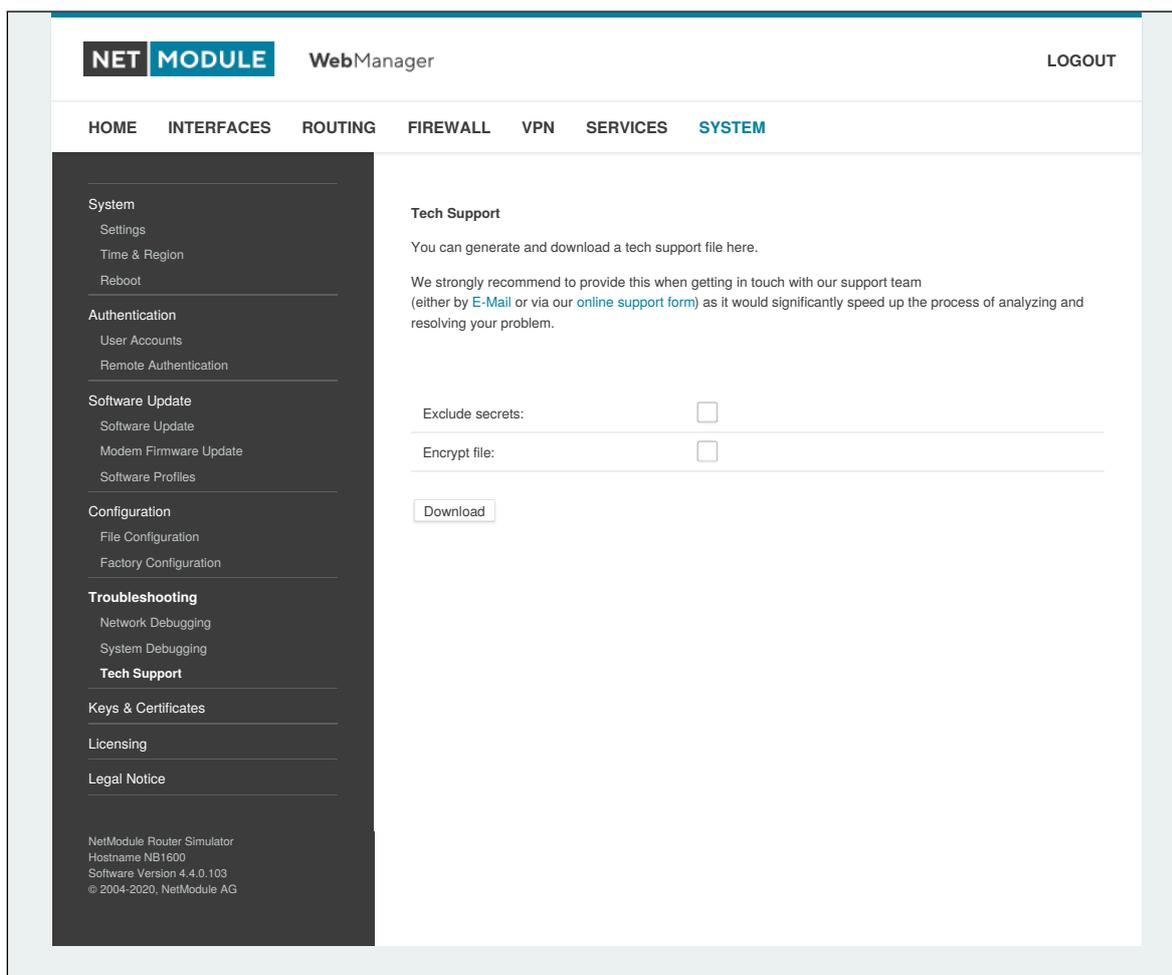 NET MODULE WebManager LOGOUT
HOME INTERFACES ROUTING FIREWALL VPN SERVICES SYSTEM
System
Settings
Time & Region
Reboot
Authentication
User Accounts
Remote Authentication
Software Update
Software Update
Modem Firmware Update
Software Profiles
Configuration
File Configuration
Factory Configuration
Troubleshooting
Network Debugging
System Debugging
Tech Support
Keys & Certificates
Licensing
Legal Notice
NetModule Router Simulator
Hostname NB1600
Software Version 4.4.0.103
© 2004-2020, NetModule AG
Tech Support
You can generate and download a tech support file here.
We strongly recommend to provide this when getting in touch with our support team
(either by E-Mail or via our online support form) as it would significantly speed up the process of analyzing and
resolving your problem.
Exclude secrets:
Encrypt file:
Download